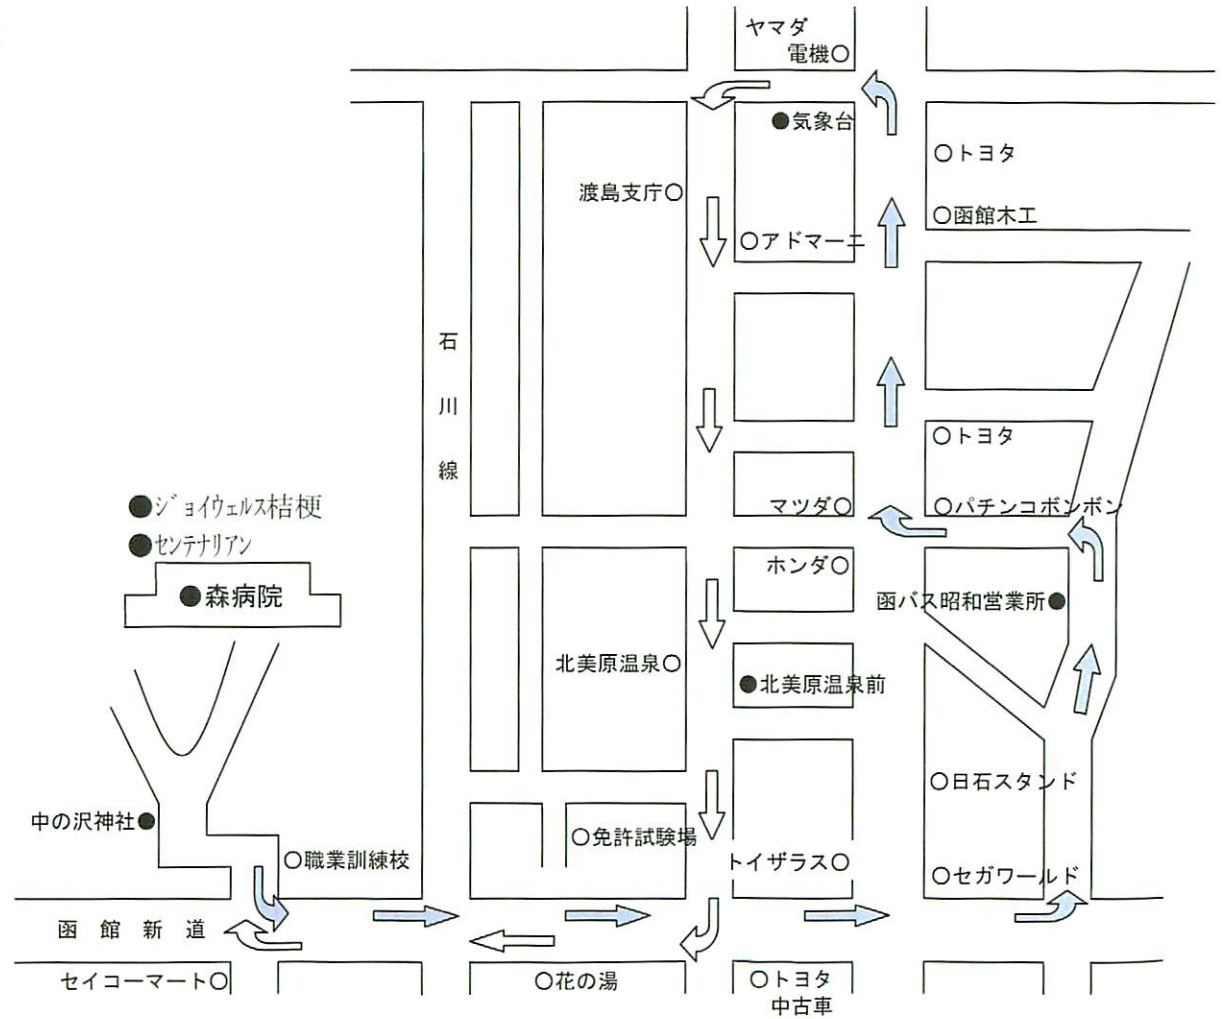 ヤマダ
電機○
●気象台
○トヨタ
渡島支庁○
○函館木工
○アドマーニ
石川線
○トヨタ
●ジョイウェルス桔梗
マツダ○
○パチンコボンボン
●センテナリアン
ホンダ○
●森病院
函バス昭和営業所●
北美原温泉○
●北美原温泉前
○日石スタンド
中の沢神社●
○免許試験場
○職業訓練校
トイザラス○
○セガワールド
函館新道
セイコーマート○
○花の湯
○トヨタ
中古車